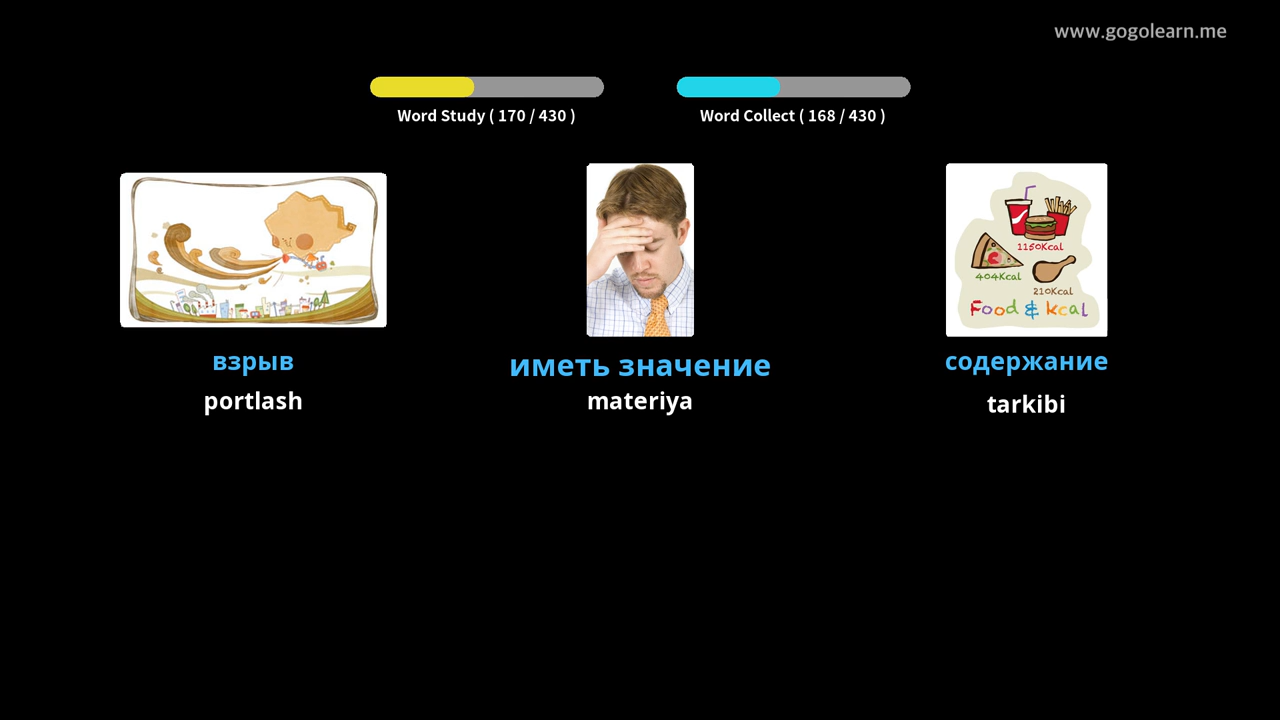 www.gogolearn.me
Word Study ( 170 / 430 )
Word Collect ( 168 / 430 )
1150Kcal
404Kcal
210Kcal
Food & kcal
взрыв
иметь значение
содержание
portlash
materiya
tarkibi